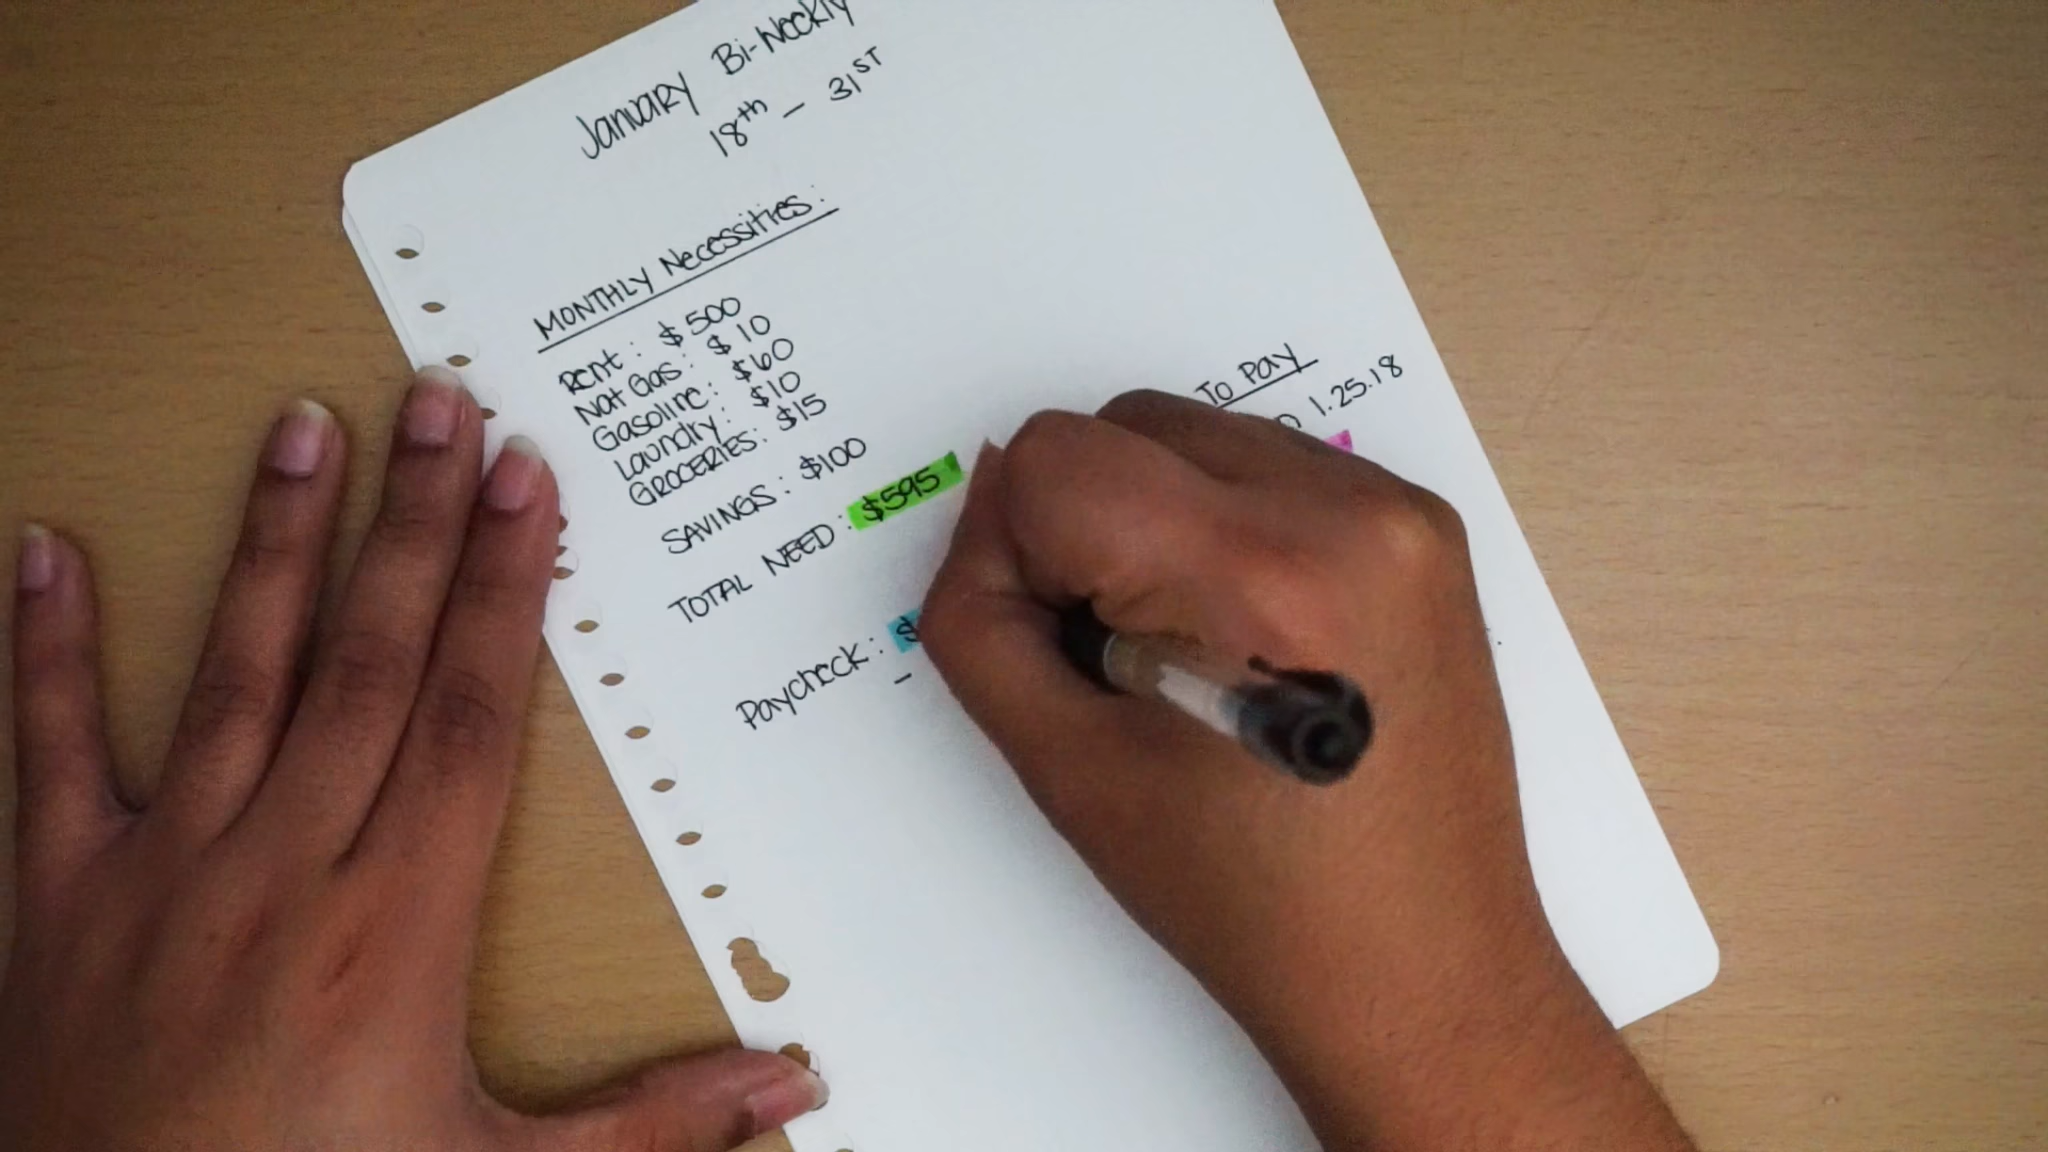 January Bi-Weekly
18th - 31ST
MONTHLY Necessities:
Rent: $500
Nat Gas: $10
Gasoline: $60
Laundry: $10
GROCERIES: $15
SAVINGS: $100
TOTAL NEED: $595
Paycheck: $
-
To Pay
1.25.18